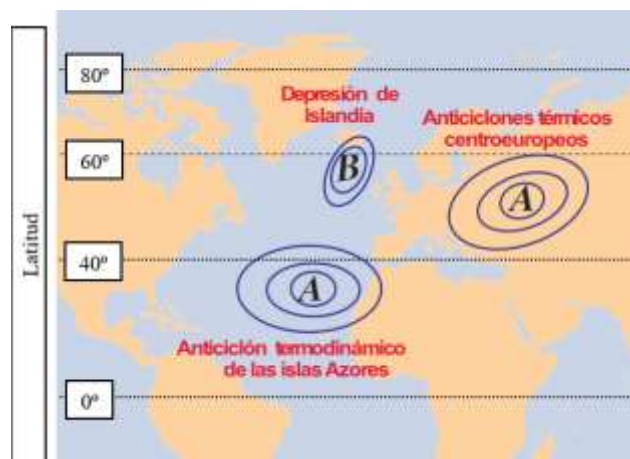 Latitud
80º
Depresión de
Islandia
Anticiclones térmicos
centroeuropeos
60º
B
A
40º
A
Anticiclón termodinámico
de las islas Azores
0º